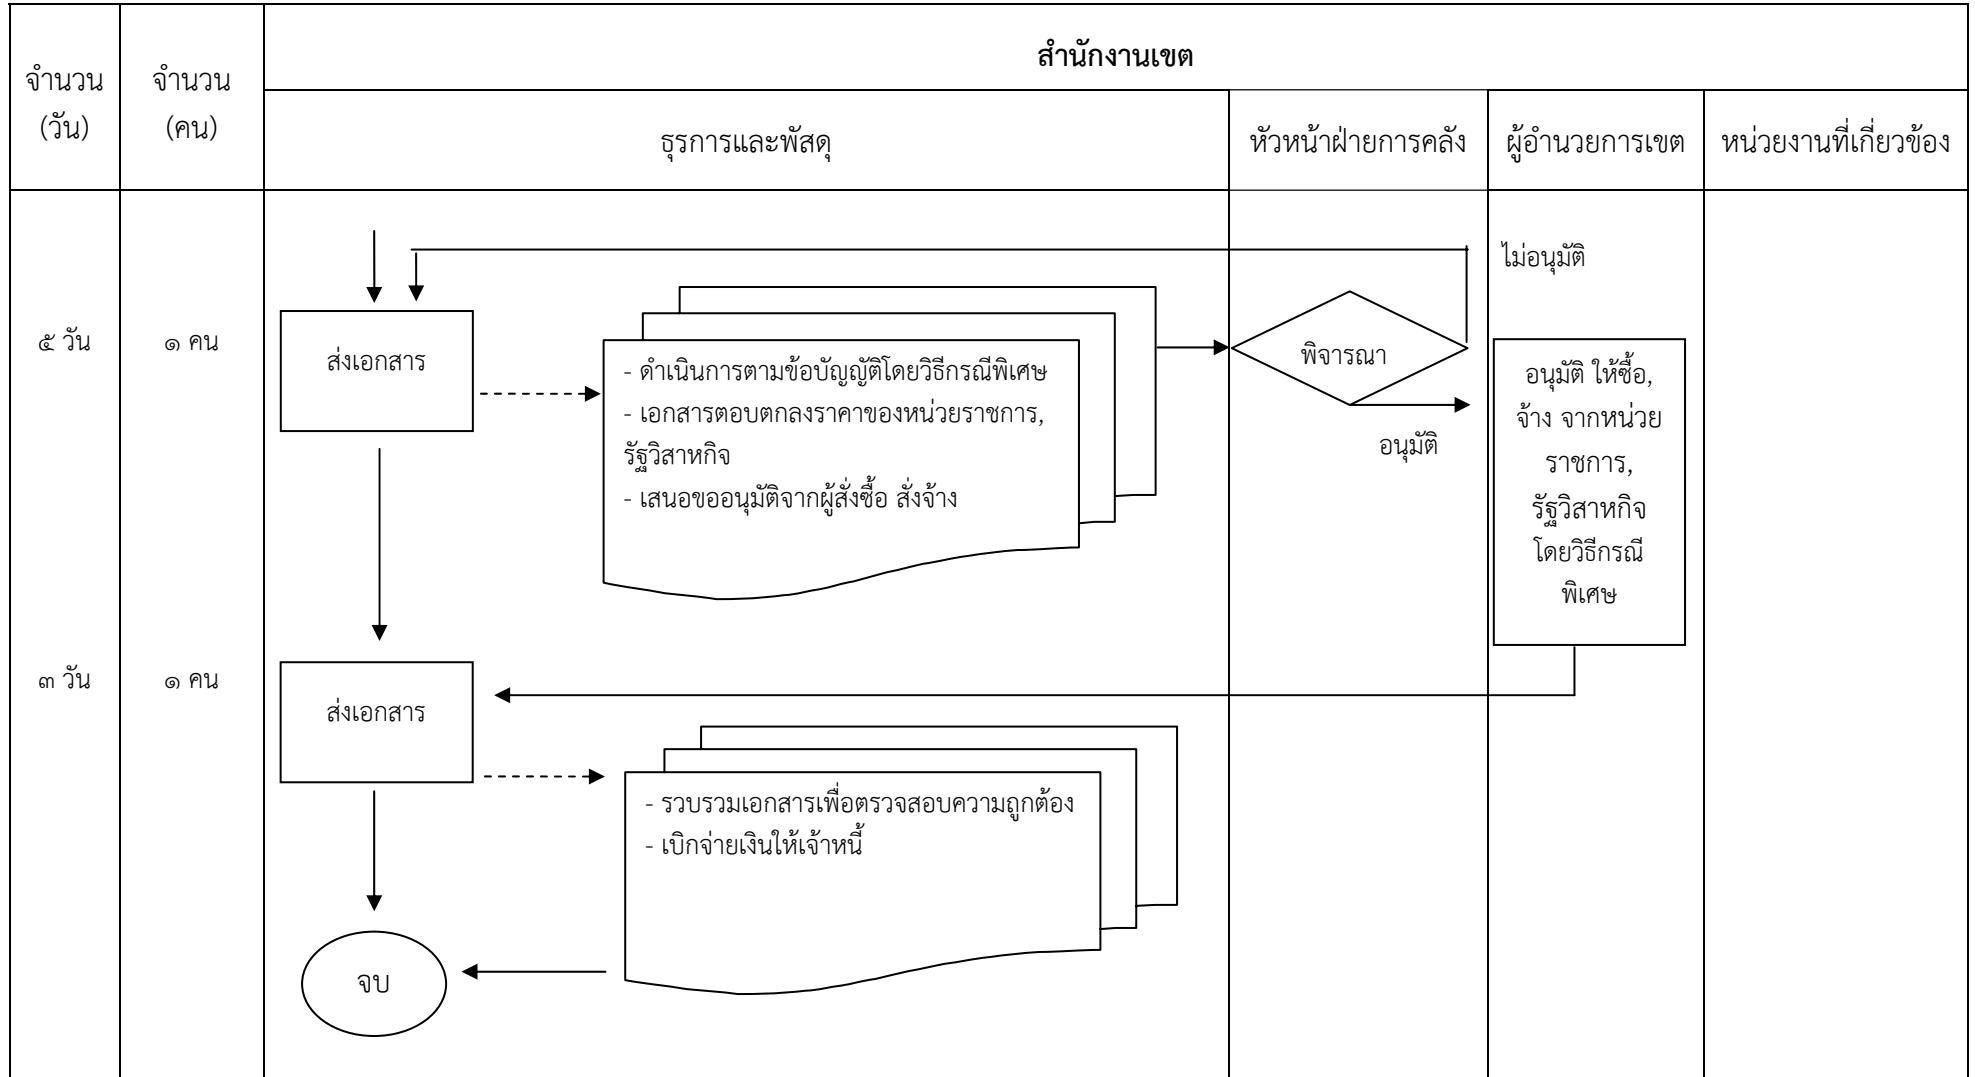 สำนักงานเขต
จำนวน
(วัน)
จำนวน
(คน)
ธุรการและพัสดุ
หัวหน้าฝ่ายการคลัง
ผู้อำนวยการเขต
หน่วยงานที่เกี่ยวข้อง
ไม่อนุมัติ
๕ วัน
๑ คน
ส่งเอกสาร
- ดำเนินการตามข้อบัญญัติโดยวิธีกรณีพิเศษ
- เอกสารตอบตกลงราคาของหน่วยราชการ,
รัฐวิสาหกิจ
- เสนอขออนุมัติจากผู้สั่งซื้อ สั่งจ้าง
พิจารณา
อนุมัติ
อนุมัติ ให้ซื้อ,
จ้าง จากหน่วย
ราชการ,
รัฐวิสาหกิจ
โดยวิธีกรณี
พิเศษ
๓ วัน
๑ คน
ส่งเอกสาร
- รวบรวมเอกสารเพื่อตรวจสอบความถูกต้อง
- เบิกจ่ายเงินให้เจ้าหนี้
จบ